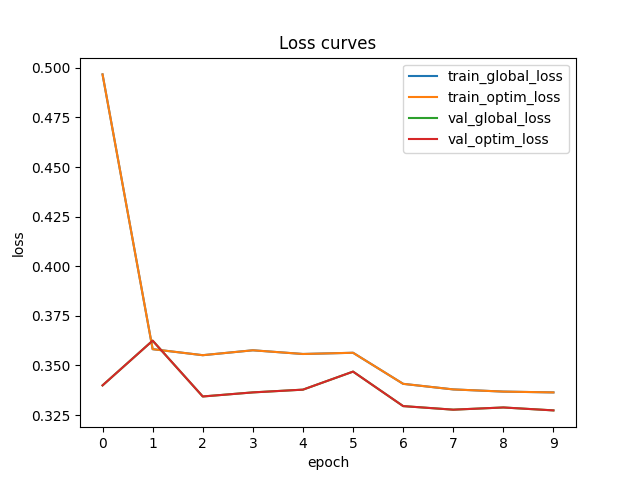 Loss curves
train_global_loss
train_optim_loss
val_global_loss
val_optim_loss
0.500
0.475
0.450
0.425
0.400
0.375
0.350
0.325
loss
0 1 2 3 4 5 6 7 8 9
epoch